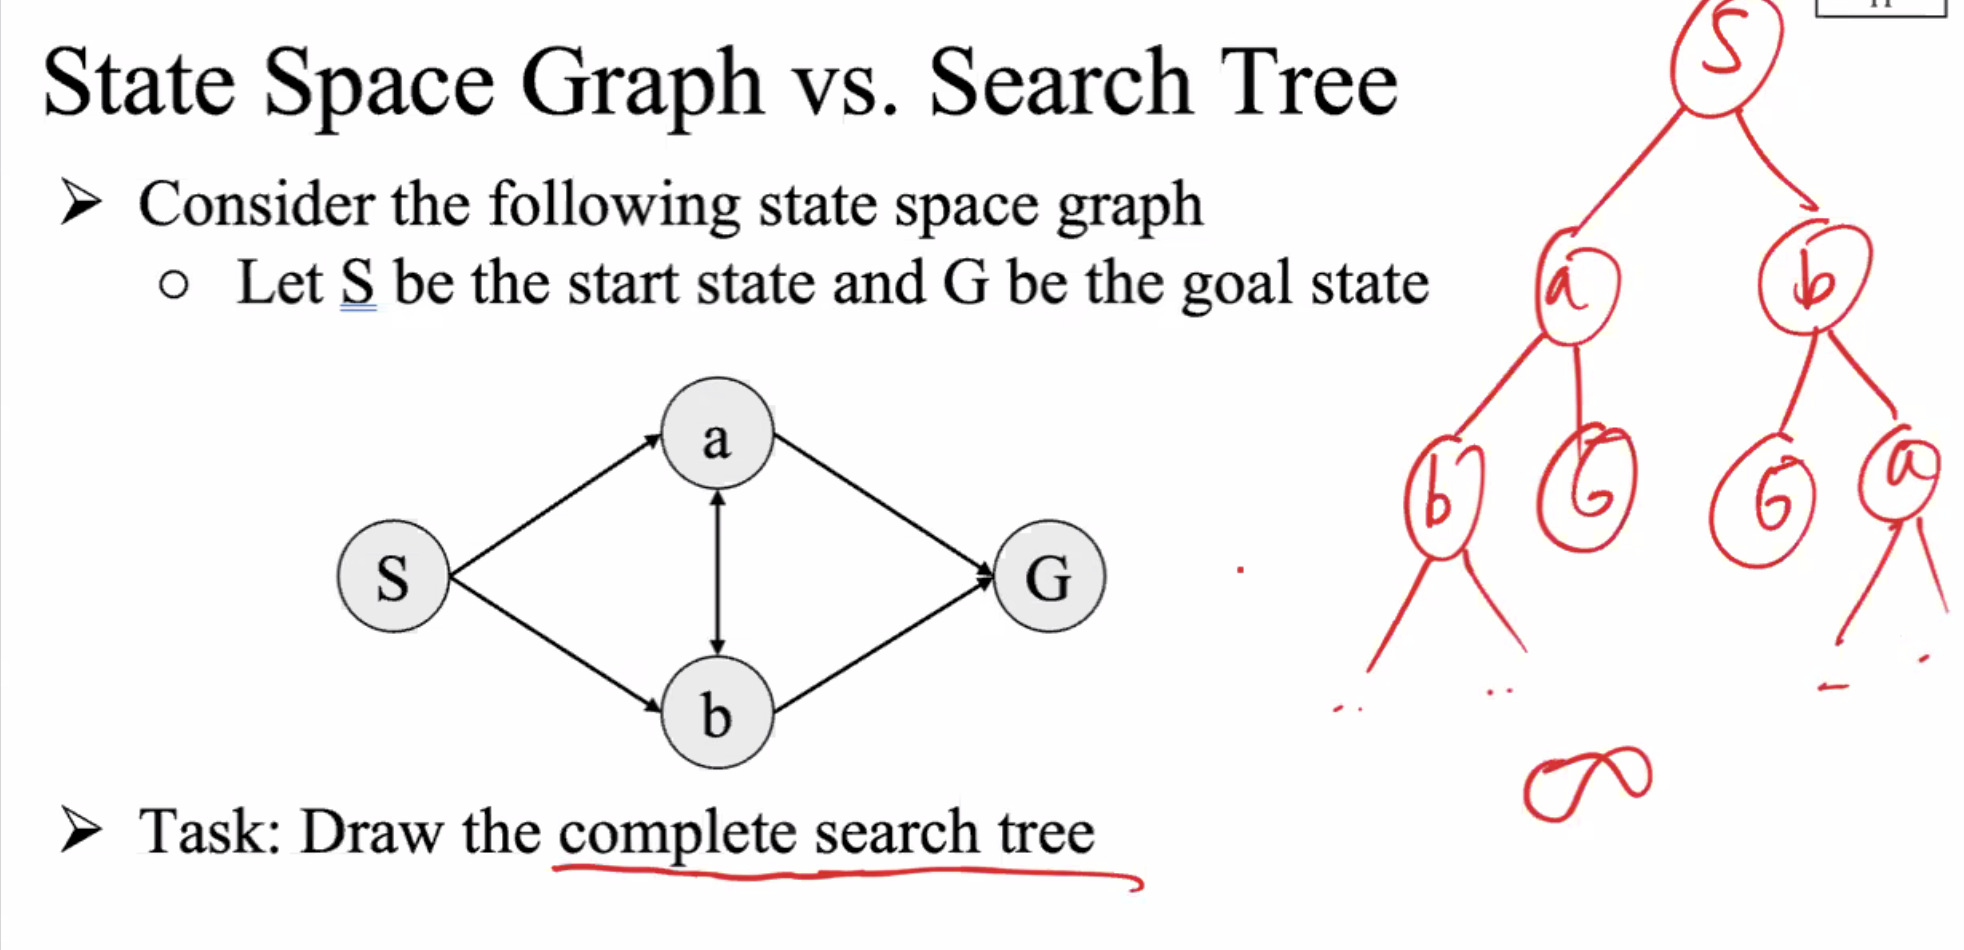 State Space Graph vs. Search Tree
➢ Consider the following state space graph
○ Let S be the start state and G be the goal state
a
S
G
b
➢ Task: Draw the complete search tree
S
a b
b G G a
∞